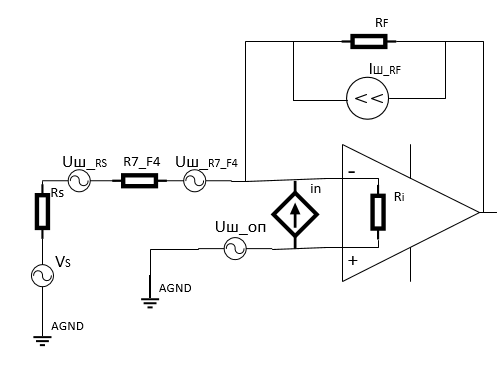 RF
Iш_RF
Uш_RS
R7_F4
Uш_R7_F4
in
-
Rs
Ri
Uш_оп
+
Vs
AGND
AGND